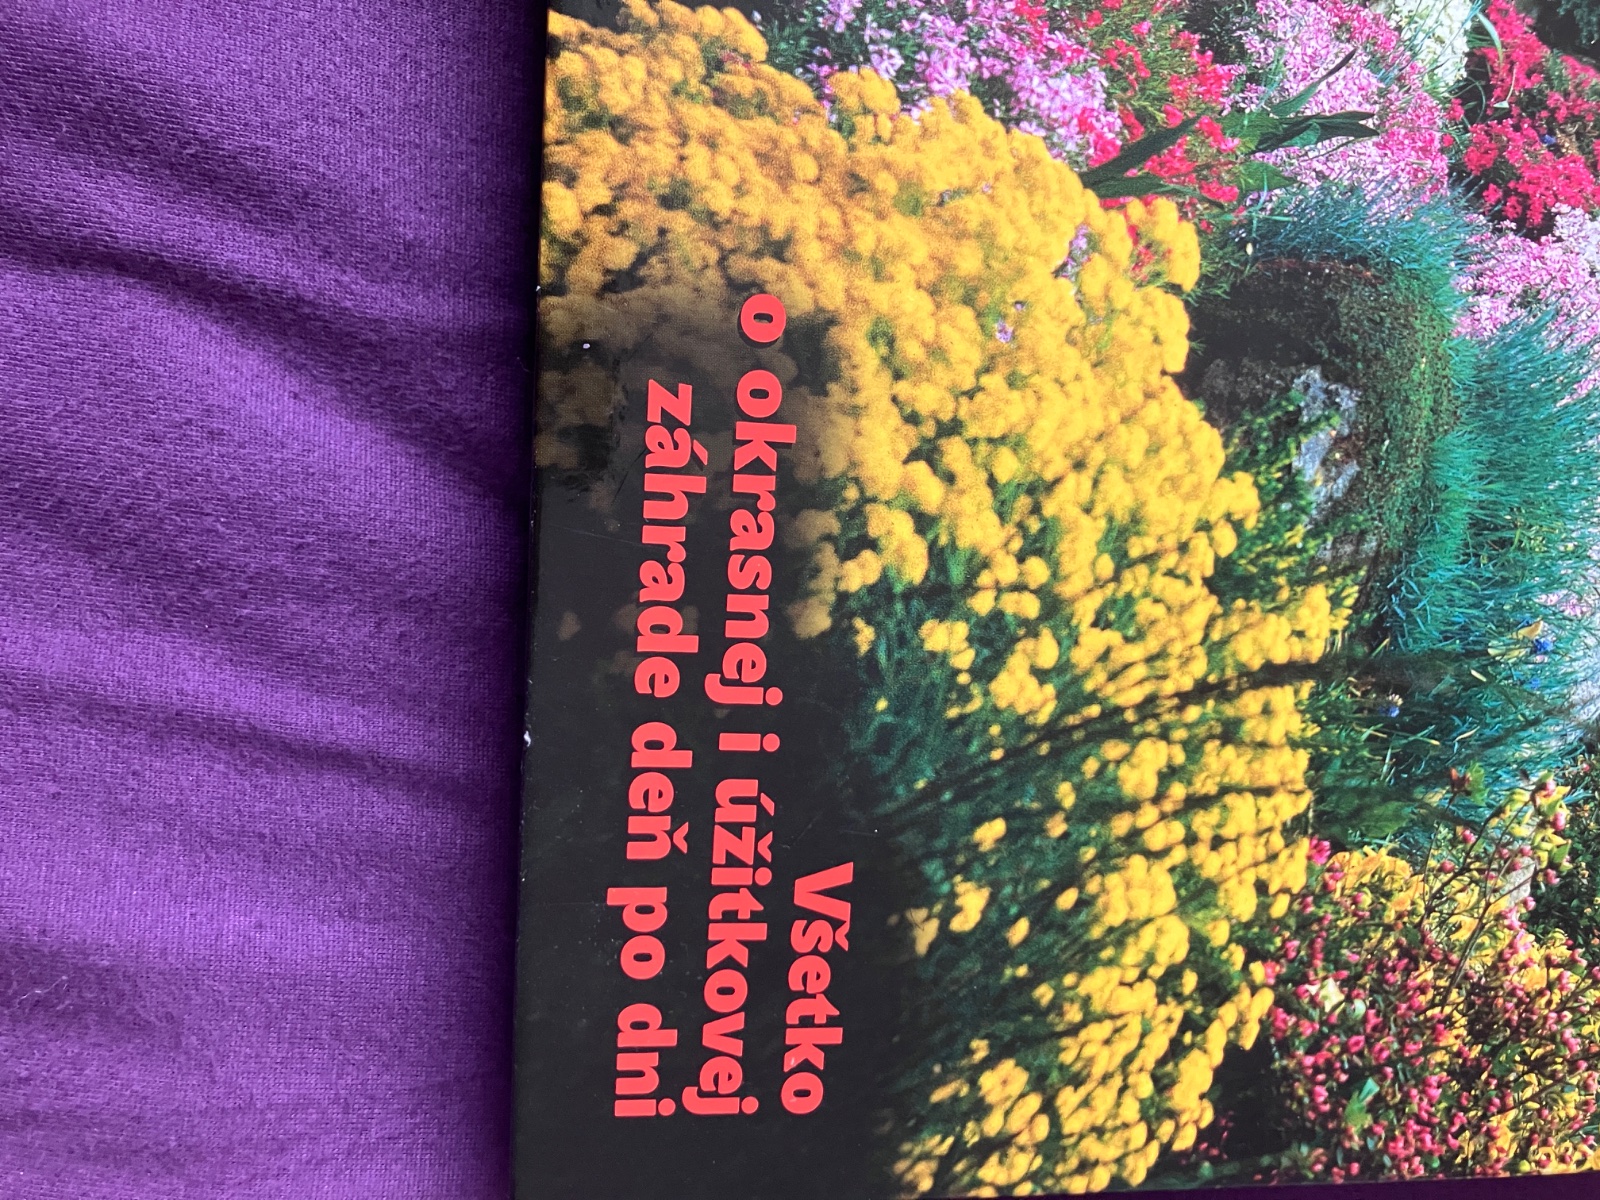 Všetko
o okrasnej i úžitkovej
záhrade deň po dni